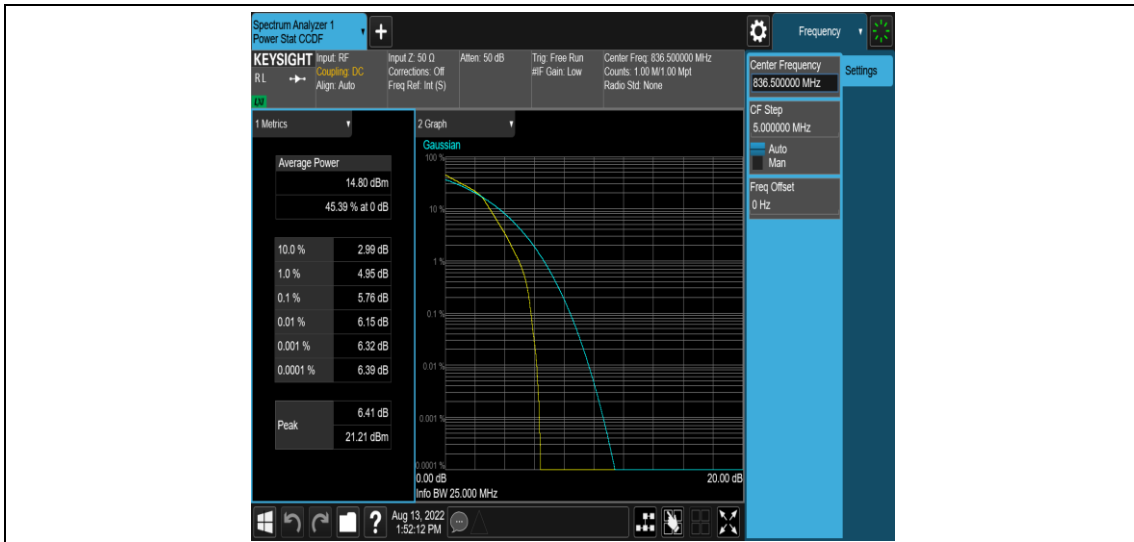 Spectrum Analyzer 1
Power Stat CCDF
Frequency
KEYSIGHT
RL
LXI
Input: RF
Coupling: DC
Align: Auto
Input Z: 50 Ω
Corrections: Off
Freq Ref: Int (S)
Atten: 50 dB
Trig: Free Run
#IF Gain: Low
Center Freq: 836.500000 MHz
Counts: 1.00 M/1.00 Mpt
Radio Std: None
Center Frequency
836.500000 MHz
Settings
CF Step
5.000000 MHz
Auto
Man
Freq Offset
0 Hz
1 Metrics
Average Power
14.80 dBm
45.39 % at 0 dB
10.0 % 2.99 dB
1.0 % 4.95 dB
0.1 % 5.76 dB
0.01 % 6.15 dB
0.001 % 6.32 dB
0.0001 % 6.39 dB
Peak
6.41 dB
21.21 dBm
2 Graph
Gaussian
100 %
10 %
1 %
0.1 %
0.01 %
0.001 %
0.0001 %
0.00 dB 20.00 dB
Info BW 25.000 MHz
Aug 13, 2022
1:52:12 PM